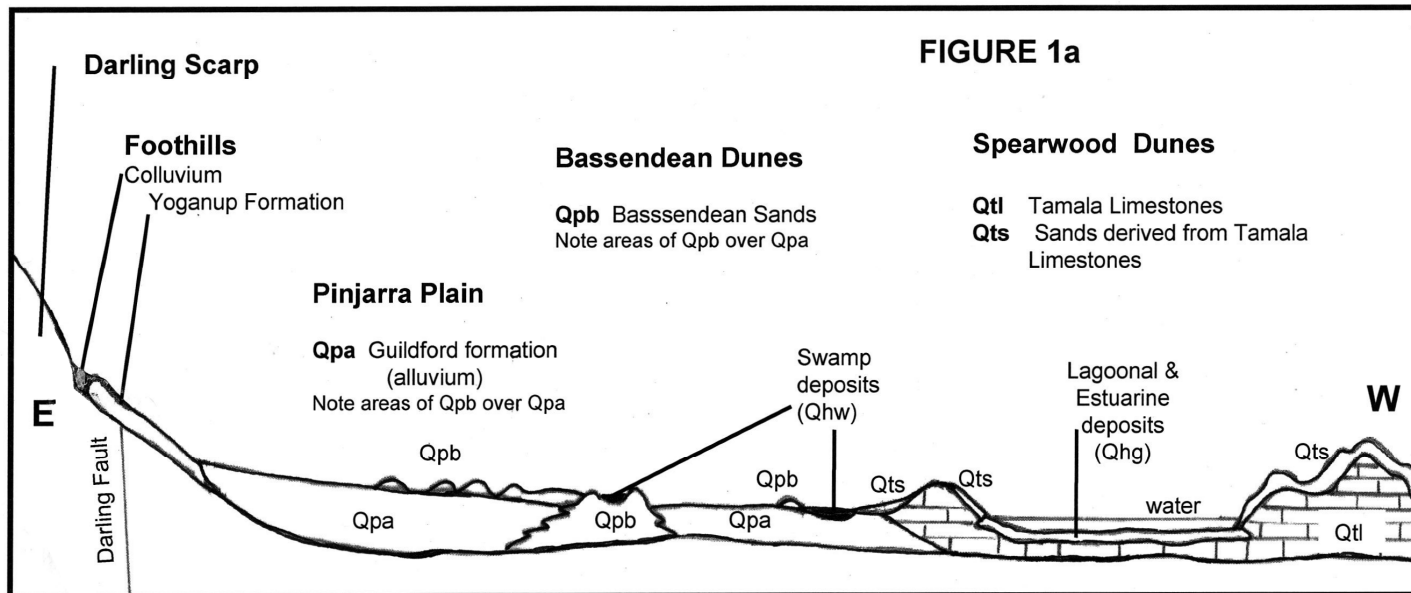 FIGURE 1a
Darling Scarp
Foothills
Colluvium
Yoganup Formation
Bassendean Dunes
Qpb Basssendean Sands
Note areas of Qpb over Qpa
Spearwood Dunes
Qtl Tamala Limestones
Qts Sands derived from Tamala
Limestones
Pinjarra Plain
Qpa Guildford formation
(alluvium)
Note areas of Qpb over Qpa
Swamp
deposits
(Qhw)
Lagoonal &
Estuarine
deposits
(Qhg)
E
W
Darling Fault
Qpb
Qpa
Qpb
Qpb
Qpa
Qts
Qts
water
Qts
Qtl